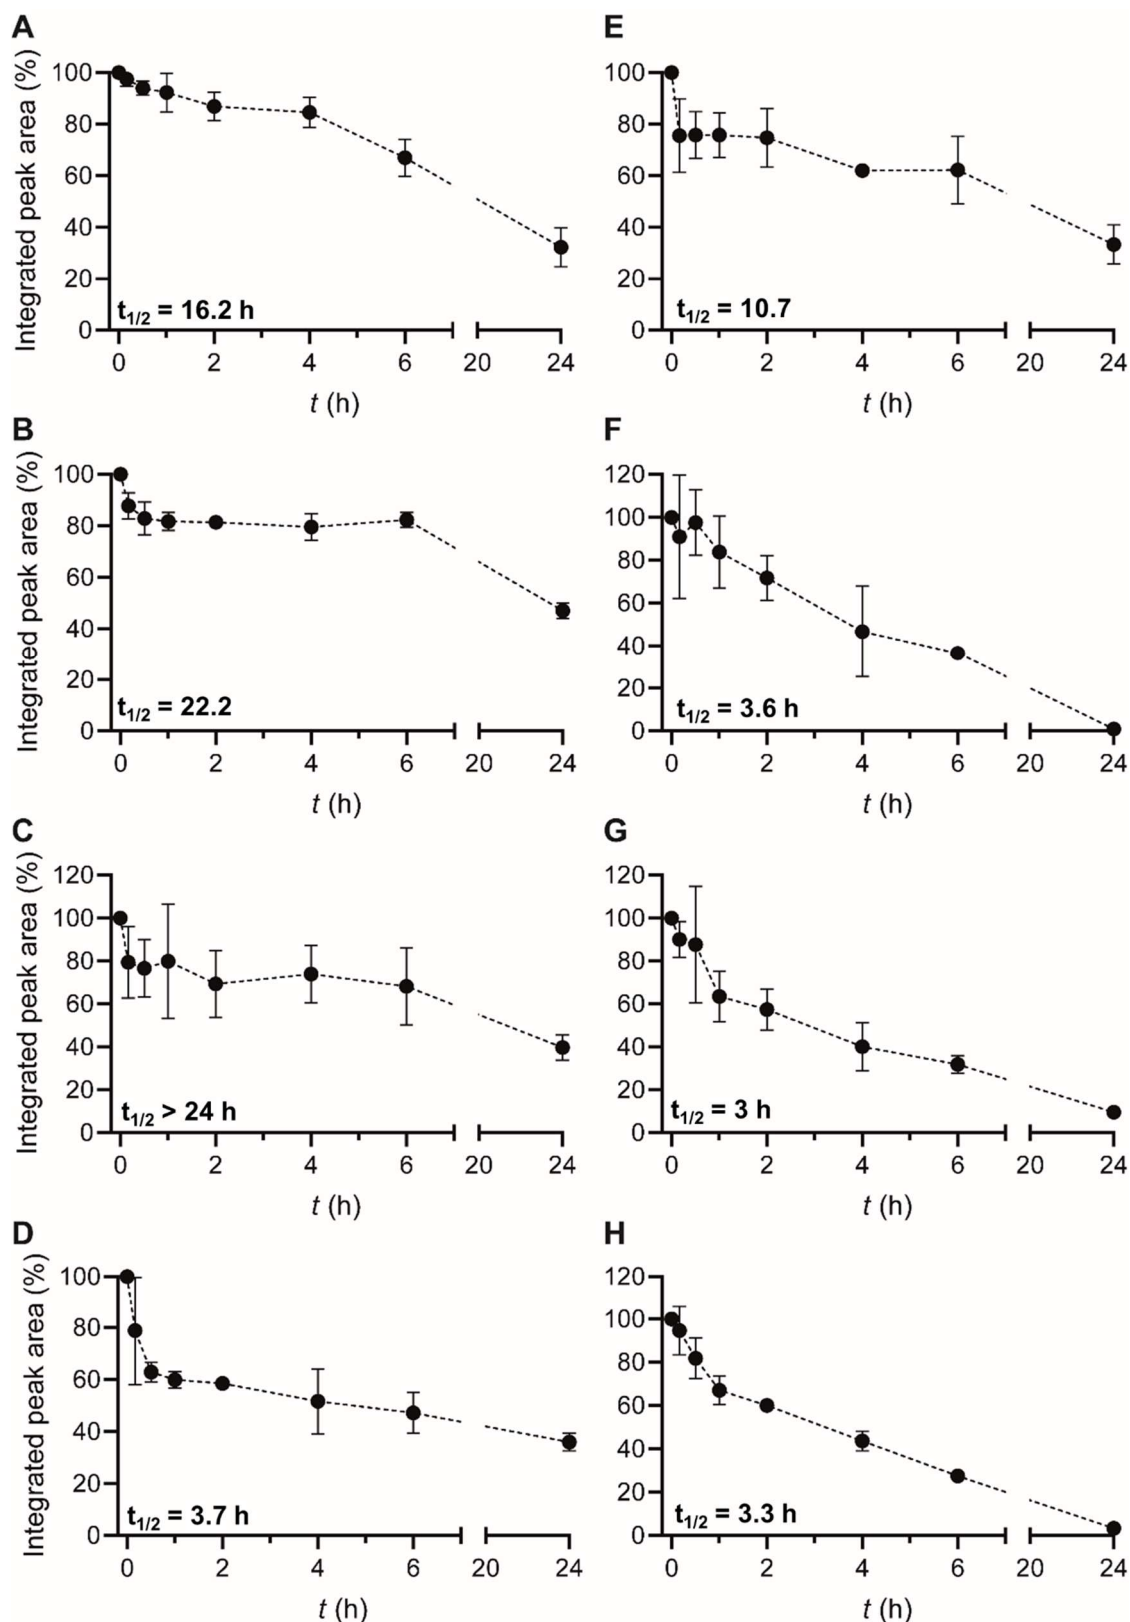 A
Integrated peak area (%)
100
80
60
40
20
0
t1/2 = 16.2 h
0 2 4 6 20 24
t (h)
B
Integrated peak area (%)
100
80
60
40
20
0
t1/2 = 22.2
0 2 4 6 20 24
t (h)
C
Integrated peak area (%)
120
100
80
60
40
20
0
t1/2 > 24 h
0 2 4 6 20 24
t (h)
D
Integrated peak area (%)
100
80
60
40
20
0
t1/2 = 3.7 h
0 2 4 6 20 24
t (h)
E
100
80
60
40
20
0
t1/2 = 10.7
0 2 4 6 20 24
t (h)
F
120
100
80
60
40
20
0
t1/2 = 3.6 h
0 2 4 6 20 24
t (h)
G
120
100
80
60
40
20
0
t1/2 = 3 h
0 2 4 6 20 24
t (h)
H
120
100
80
60
40
20
0
t1/2 = 3.3 h
0 2 4 6 20 24
t (h)